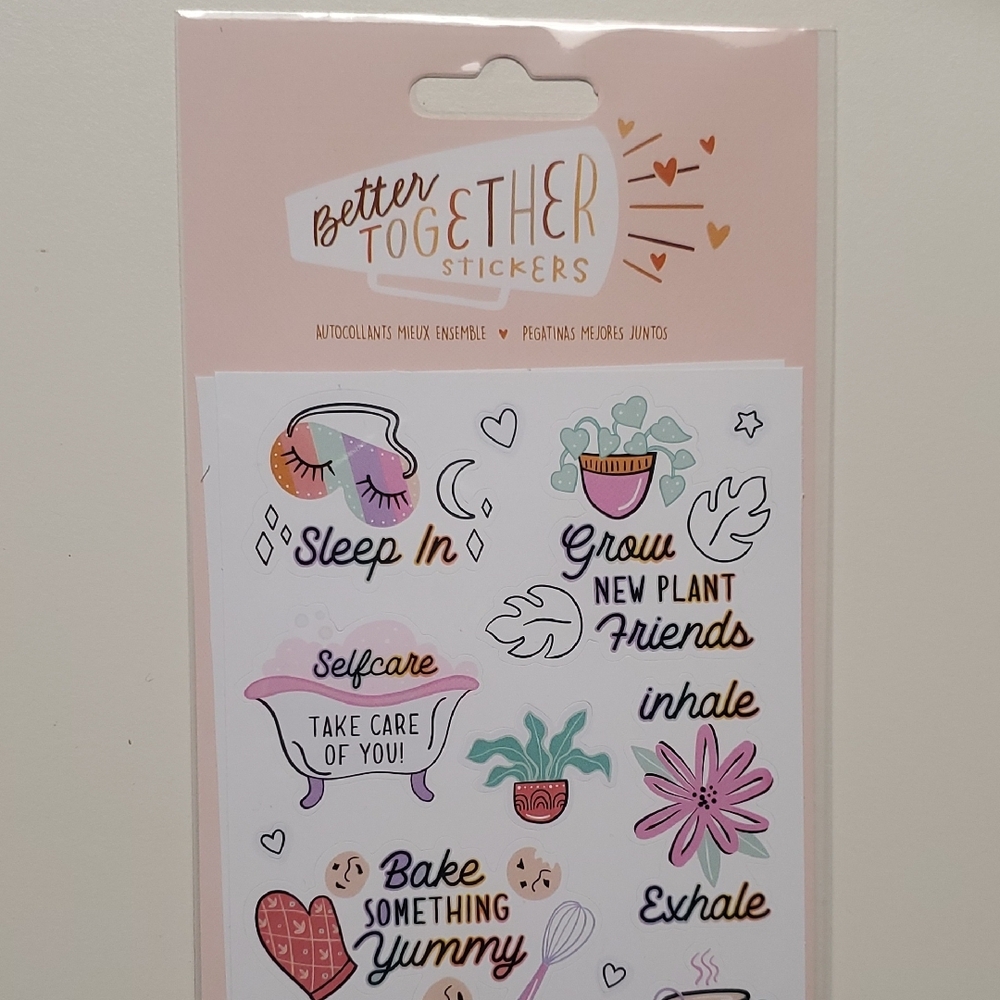 Better
TOGETHER
STICKERS
AUTOCOLLANTS MIEUX ENSEMBLE ♥ PEGATINAS MEJORES JUNTOS
Sleep In
Grow
NEW PLANT
Friends
Selfcare
TAKE CARE
OF YOU!
inhale
Exhale
Bake
SOMETHING
Yummy